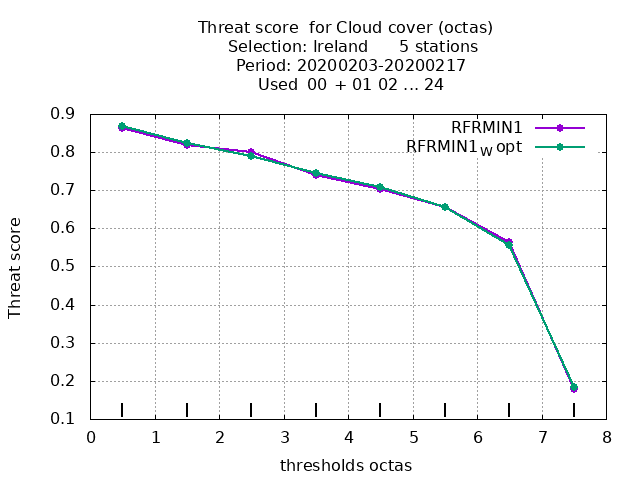 Threat score for Cloud cover (octas)
Selection: Ireland 5 stations
Period: 20200203-20200217
Used 00 + 01 02 ... 24
RFRMIN1
RFRMIN1W opt
Threat score
0.9
0.8
0.7
0.6
0.5
0.4
0.3
0.2
0.1
0 1 2 3 4 5 6 7 8
thresholds octas